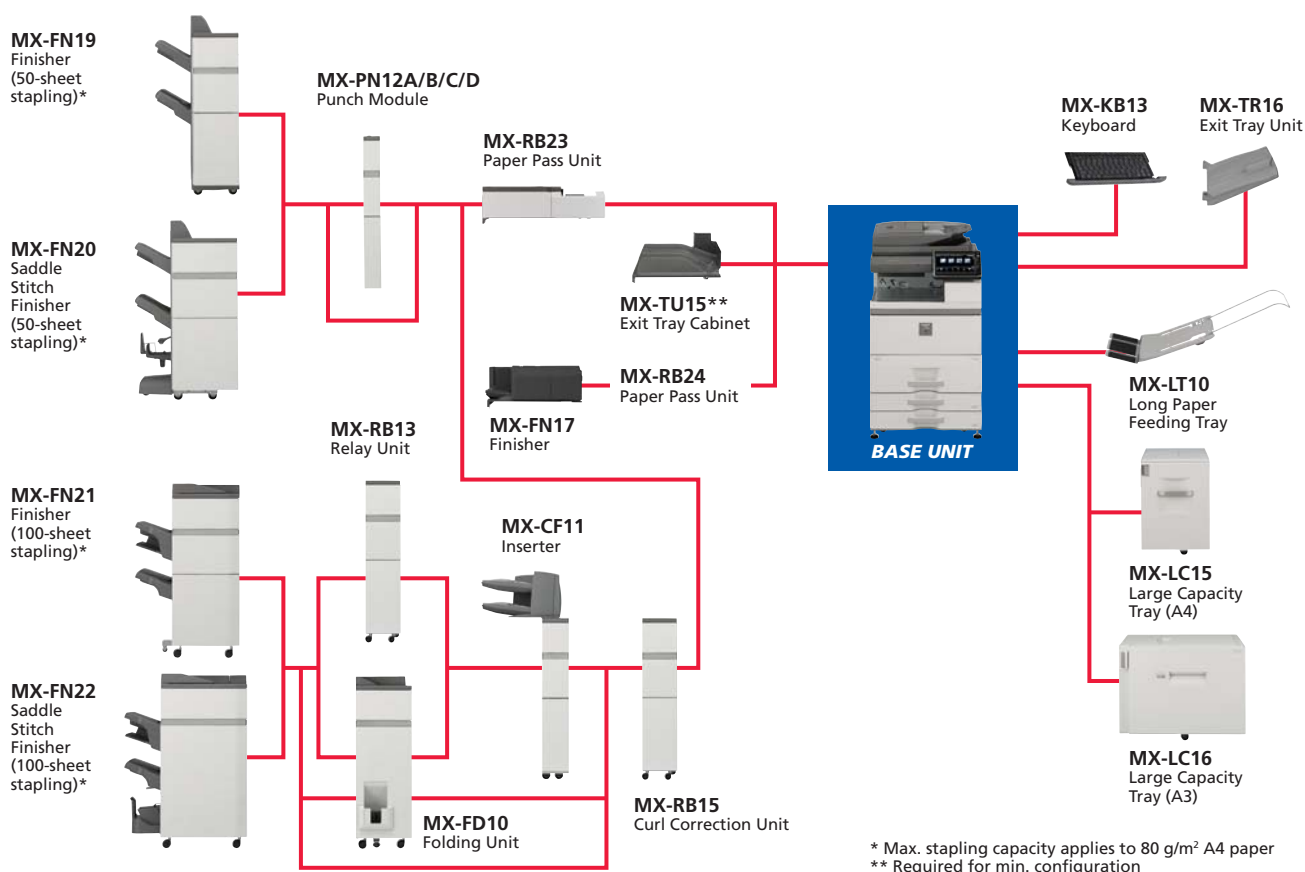 MX-FN19
Finisher
(50-sheet
stapling)*
MX-PN12A/B/C/D
Punch Module
MX-RB23
Paper Pass Unit
MX-KB13
Keyboard
MX-TR16
Exit Tray Unit
MX-FN20
Saddle
Stitch
Finisher
(50-sheet
stapling)*
MX-TU15**
Exit Tray Cabinet
MX-RB24
Paper Pass Unit
MX-FN17
Finisher
BASE UNIT
MX-LT10
Long Paper
Feeding Tray
MX-RB13
Relay Unit
MX-FN21
Finisher
(100-sheet
stapling)*
MX-CF11
Inserter
MX-LC15
Large Capacity
Tray (A4)
MX-FN22
Saddle
Stitch
Finisher
(100-sheet
stapling)*
MX-FD10
Folding Unit
MX-RB15
Curl Correction Unit
MX-LC16
Large Capacity
Tray (A3)
* Max. stapling capacity applies to 80 g/m² A4 paper
** Required for min. configuration